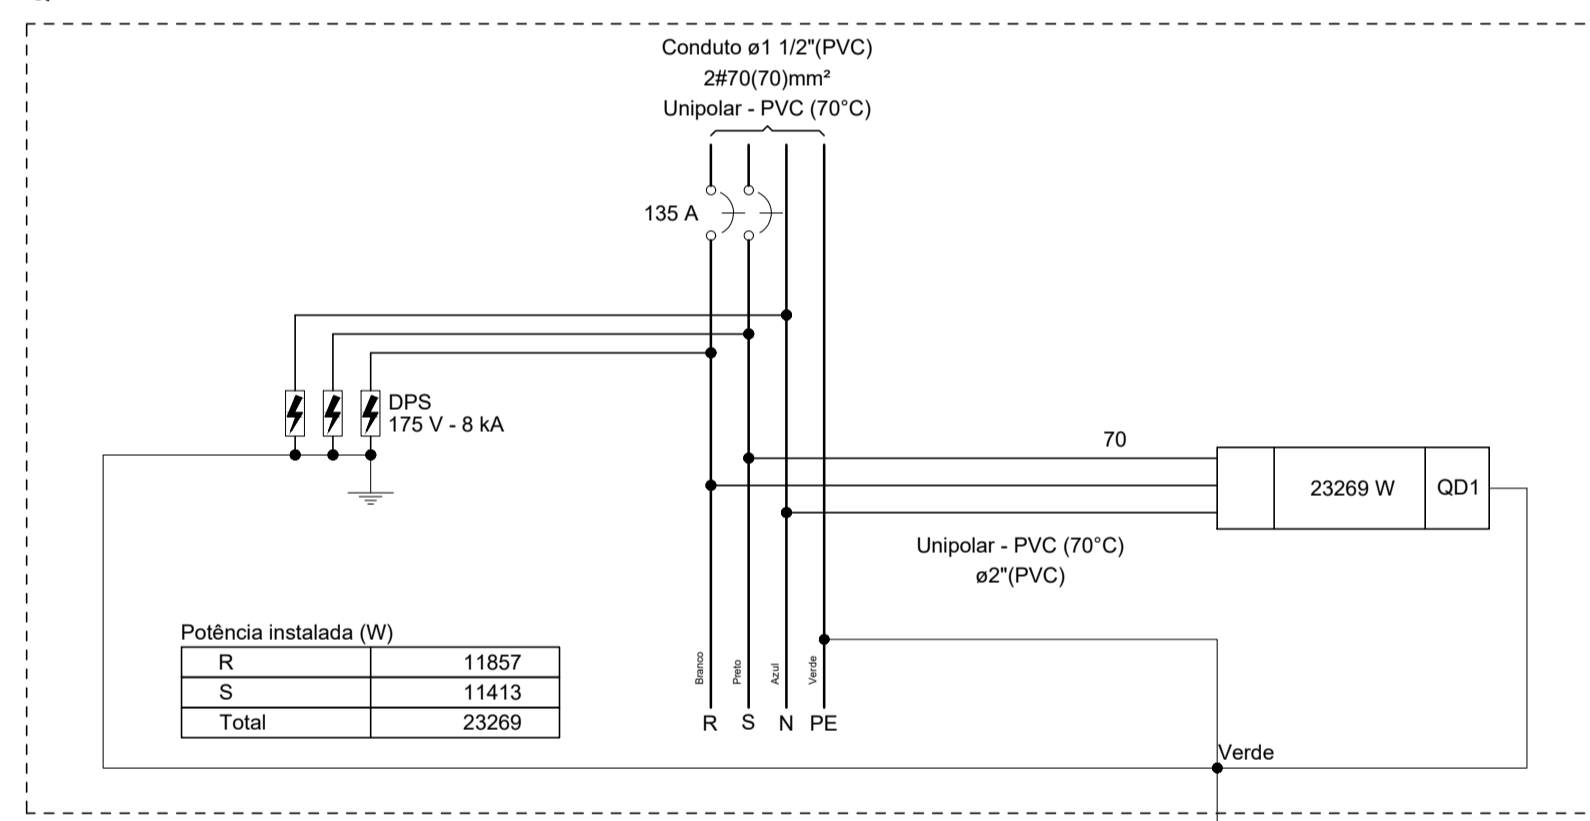 Conduto ø1 1/2"(PVC)
2#70(70)mm²
Unipolar - PVC (70°C)
135 A
DPS
175 V - 8 kA
70
23269 W
QD1
Unipolar - PVC (70°C)
ø2"(PVC)
Potência instalada (W)
R 11857
S 11413
Total 23269
Branco
Preto
Azul
Verde
R S N PE
Verde